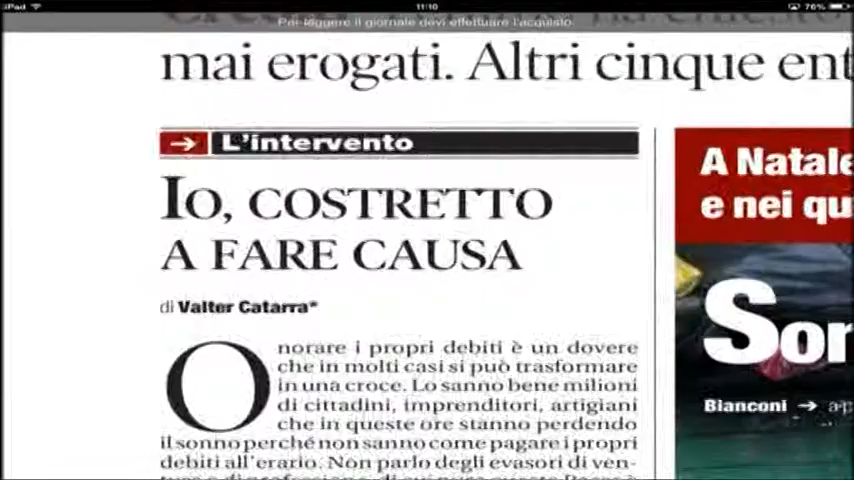 iPad
11:10
76%
Per leggere il giornale devi effettuare l'acquisto
mai erogati. Altri cinque ent
L'intervento
IO, COSTRETTO
A FARE CAUSA
di Valter Catarra*
Onorare i propri debiti è un dovere
che in molti casi si può trasformare
in una croce. Lo sanno bene milioni
di cittadini, imprenditori, artigiani
che in queste ore stanno perdendo
il sonno perché non sanno come pagare i propri
debiti all'erario. Non parlo degli evasori di ven-
A Natale
e nei qu
Sor
Bianconi → a p